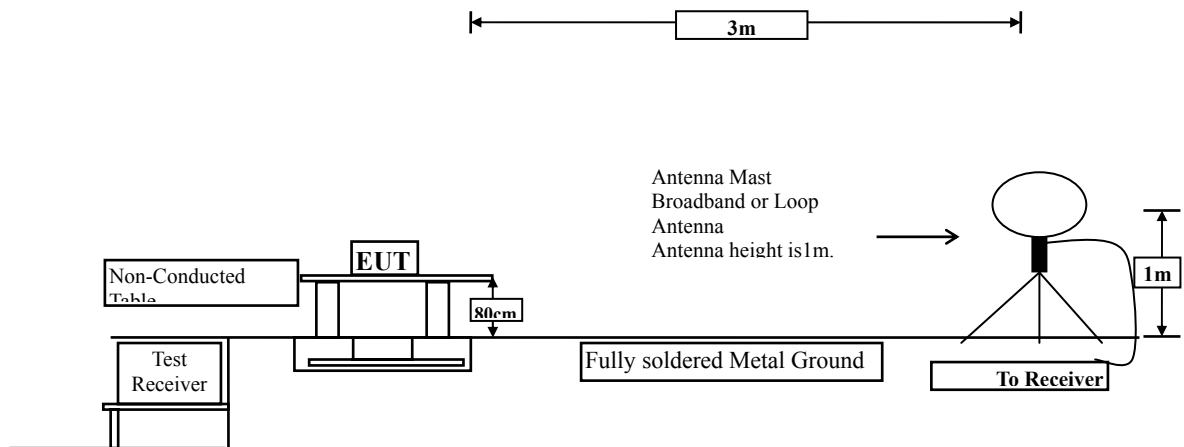 3m
Antenna Mast
Broadband or Loop
Antenna
Antenna height is1m.
EUT
Non-Conducted
Table
80cm
1m
Test
Receiver
Fully soldered Metal Ground
To Receiver